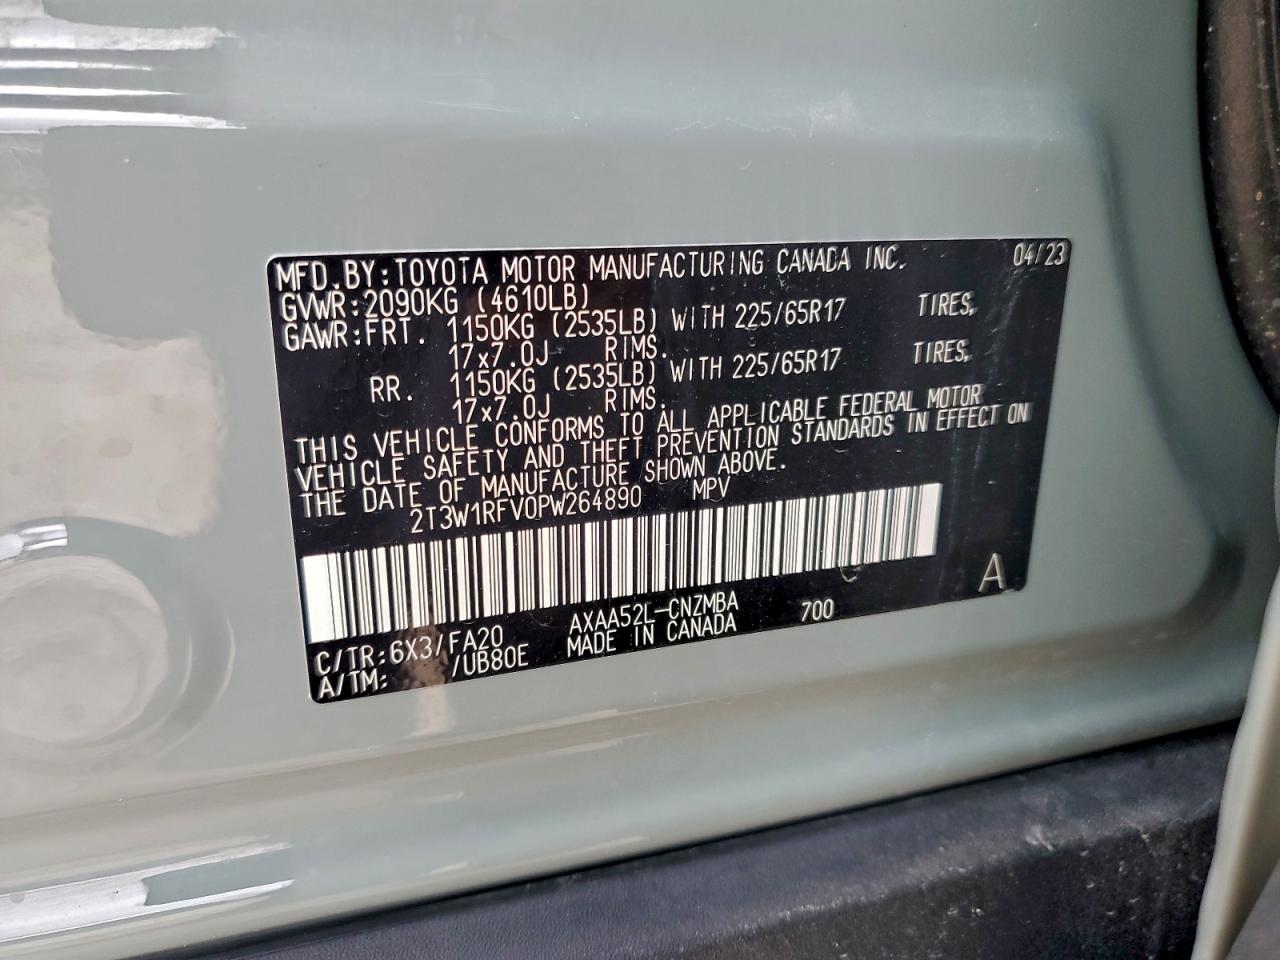 MFD.BY:TOYOTA MOTOR MANUFACTURING CANADA INC. 04/23
GVWR:2090KG (4610LB)
GAWR:FRT. 1150KG (2535LB) WITH 225/65R17 TIRES,
17x7.0J RIMS.
RR. 1150KG (2535LB) WITH 225/65R17 TIRES,
17x7.0J RIMS.
THIS VEHICLE CONFORMS TO ALL APPLICABLE FEDERAL MOTOR
VEHICLE SAFETY AND THEFT PREVENTION STANDARDS IN EFFECT ON
THE DATE OF MANUFACTURE SHOWN ABOVE.
2T3W1RFV0PW264890 MPV
A
C/TR:6X3/FA20 AXAA52L-CNZMBA 700
A/TM: /UB80E MADE IN CANADA